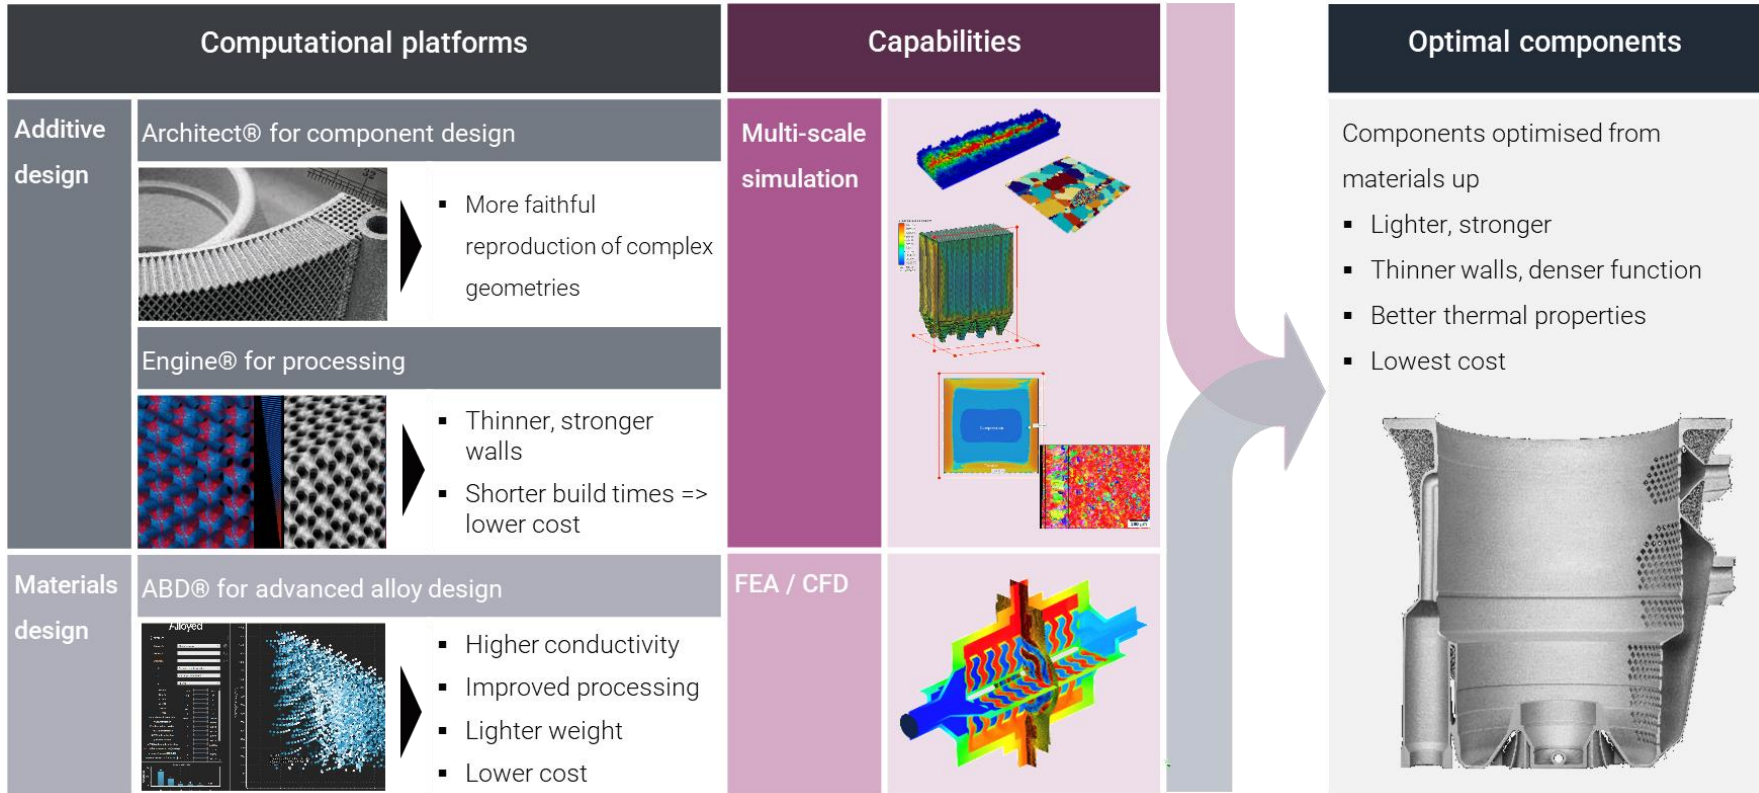 Computational platforms
Capabilities
Optimal components
Additive
design
Architect® for component design
▪ More faithful
reproduction of complex
geometries
Engine® for processing
▪ Thinner, stronger
walls
▪ Shorter build times =>
lower cost
Materials
design
ABD® for advanced alloy design
Alloyed
▪ Higher conductivity
▪ Improved processing
▪ Lighter weight
▪ Lower cost
Multi-scale
simulation
Compression
FEA / CFD
Components optimised from
materials up
▪ Lighter, stronger
▪ Thinner walls, denser function
▪ Better thermal properties
▪ Lowest cost